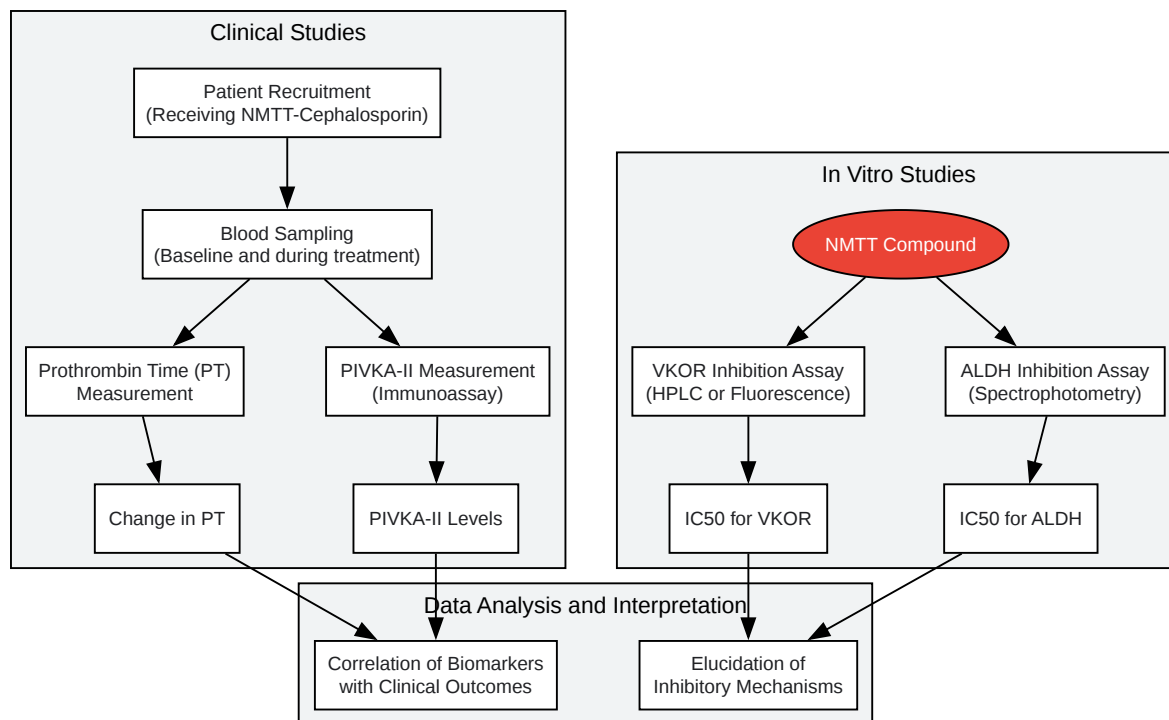 Clinical Studies
Patient Recruitment
(Receiving NMTT-Cephalosporin)
Blood Sampling
(Baseline and during treatment)
Prothrombin Time (PT)
Measurement
PIVKA-II Measurement
(Immunoassay)
Change in PT
PIVKA-II Levels
In Vitro Studies
NMTT Compound
VKOR Inhibition Assay
(HPLC or Fluorescence)
ALDH Inhibition Assay
(Spectrophotometry)
IC50 for VKOR
IC50 for ALDH
Data Analysis and Interpretation
Correlation of Biomarkers
with Clinical Outcomes
Elucidation of
Inhibitory Mechanisms